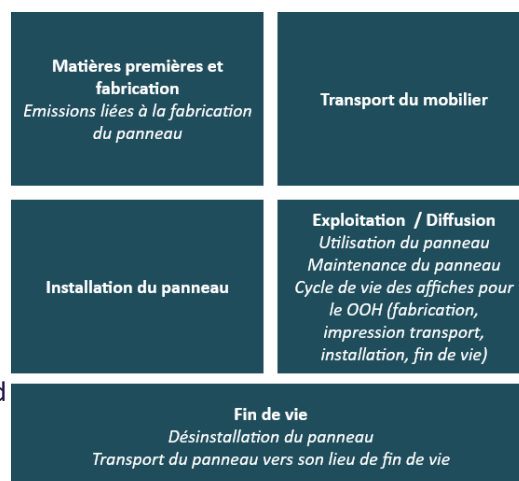 Matières premières et
fabrication
Emissions liées à la fabrication
du panneau
Transport du mobilier
Installation du panneau
Exploitation / Diffusion
Utilisation du panneau
Maintenance du panneau
Cycle de vie des affiches pour
le OOH (fabrication,
impression transport,
installation, fin de vie)
d
Fin de vie
Désinstallation du panneau
Transport du panneau vers son lieu de fin de vie